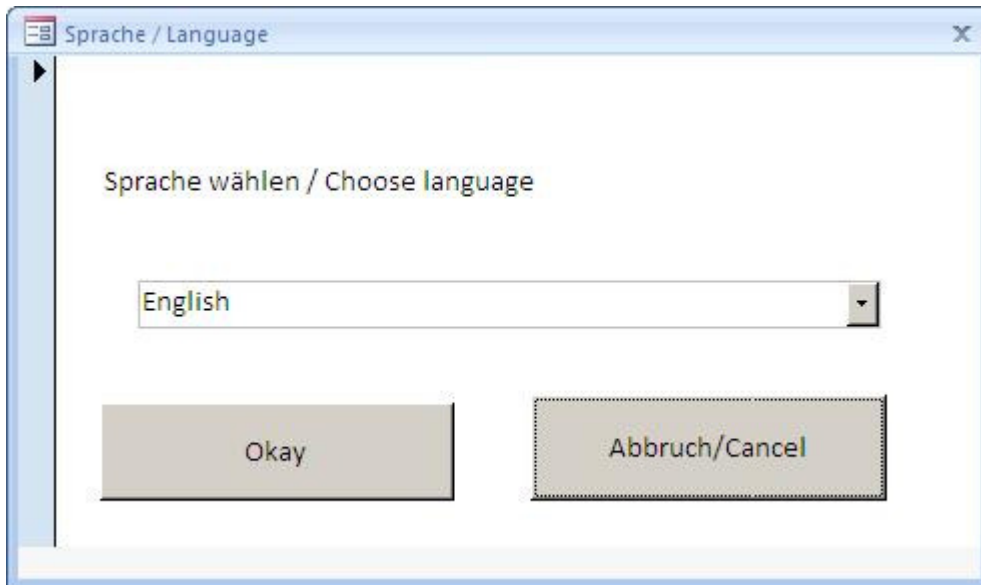 Sprache / Language
Sprache wählen / Choose language
English
Okay
Abbruch/Cancel